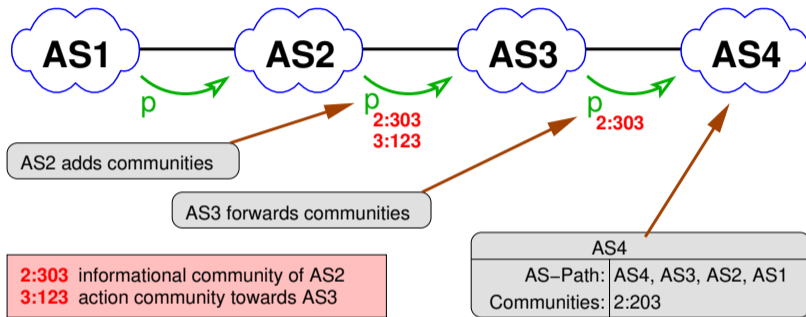 AS1 AS2 AS3 AS4
p p p
2:303 2:303
3:123
AS2 adds communities
AS3 forwards communities
2:303 informational community of AS2
3:123 action community towards AS3
AS4
AS−Path: AS4, AS3, AS2, AS1
Communities: 2:203